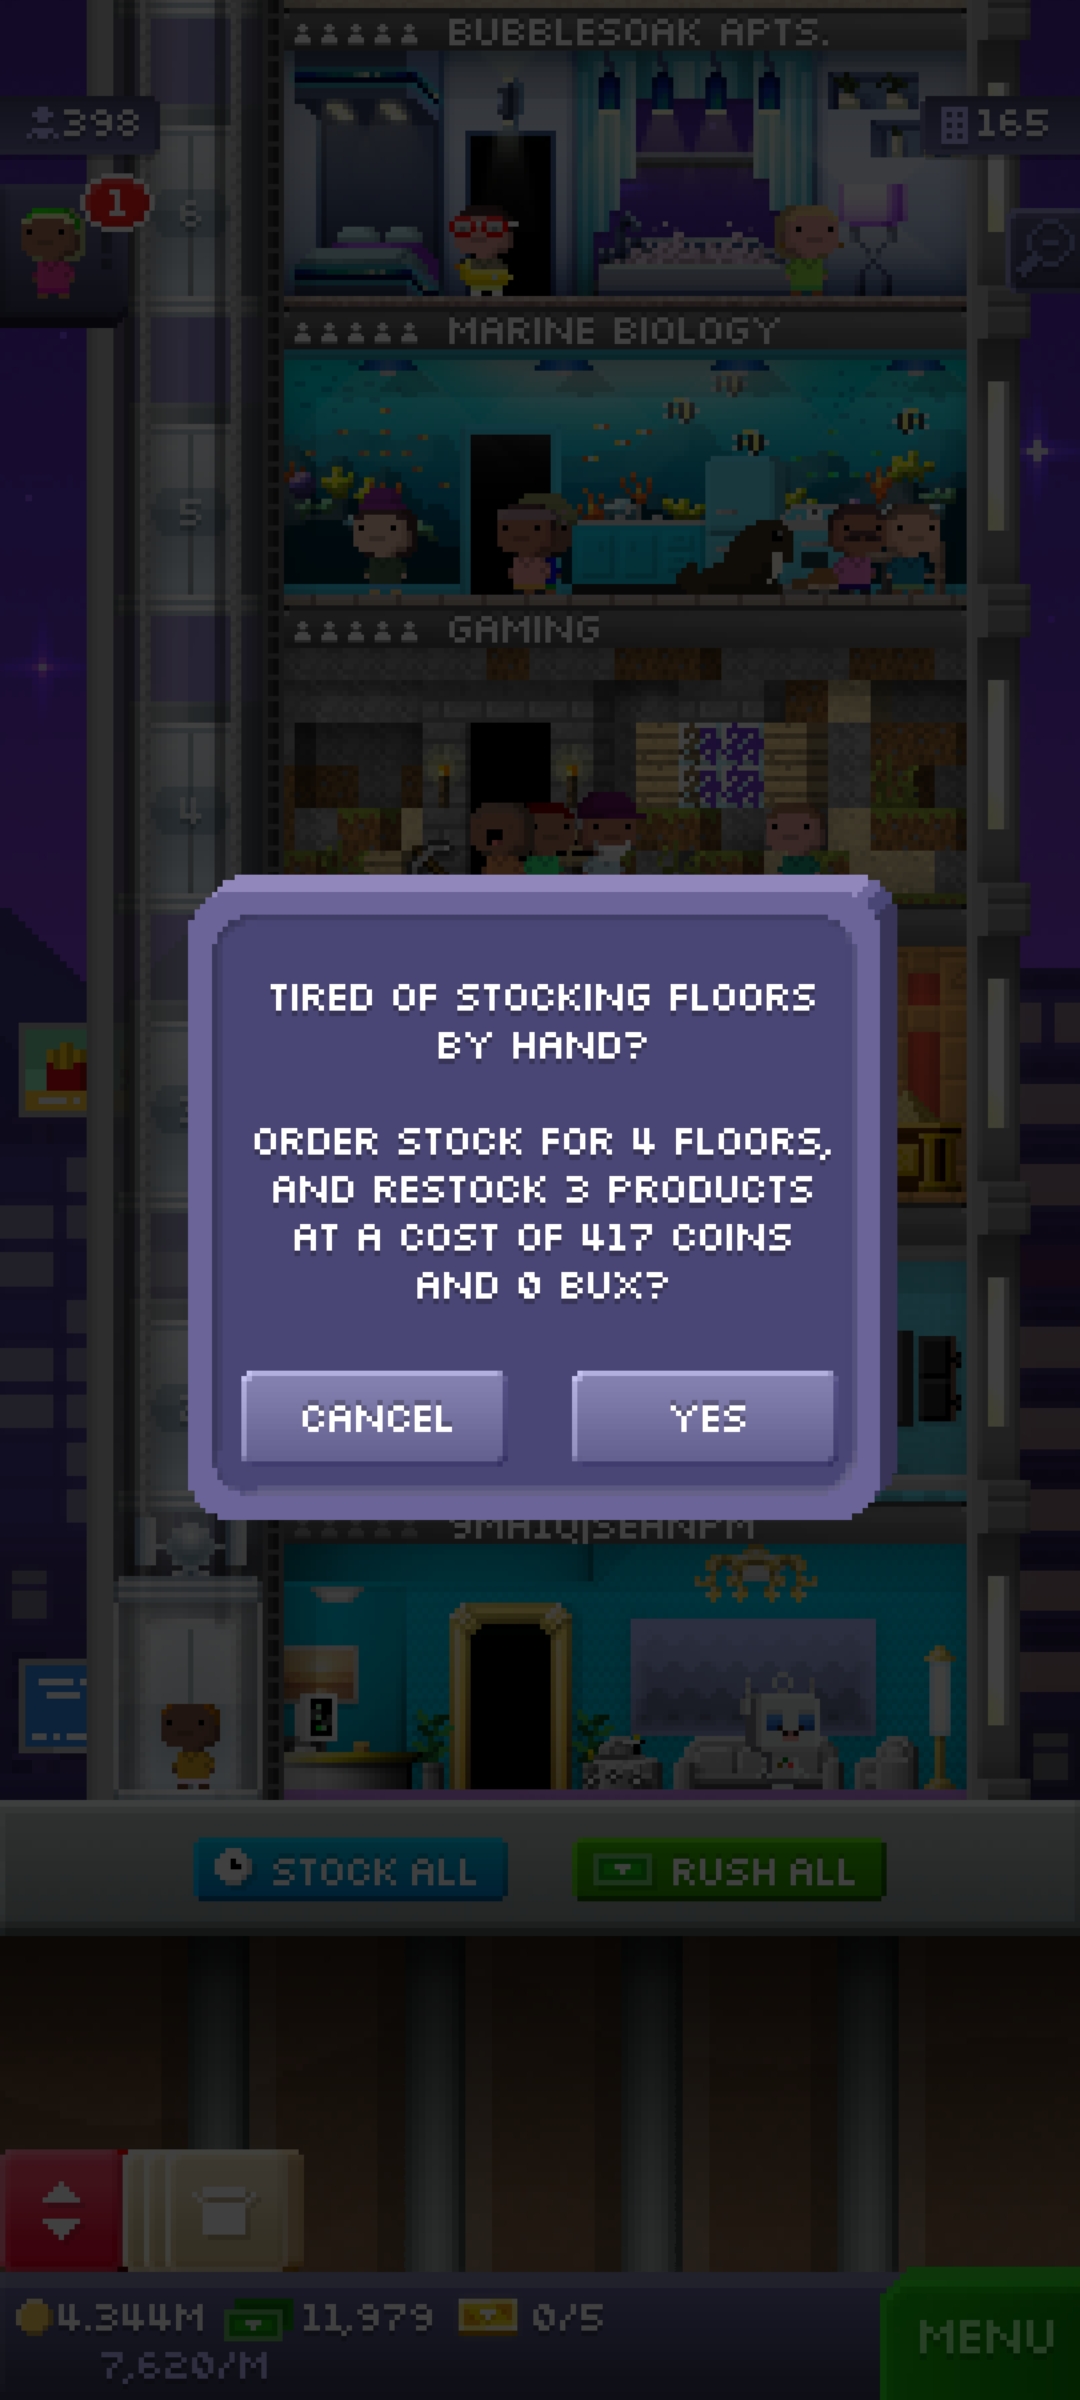 BUBBLESOAK APTS.
398
165
1
6
MARINE BIOLOGY
5
GAMING
4
TIRED OF STOCKING FLOORS
BY HAND?
ORDER STOCK FOR 4 FLOORS,
AND RESTOCK 3 PRODUCTS
AT A COST OF 417 COINS
AND 0 BUX?
CANCEL
YES
STOCK ALL
RUSH ALL
4.344M
11,979
0/5
7,620/M
MENU